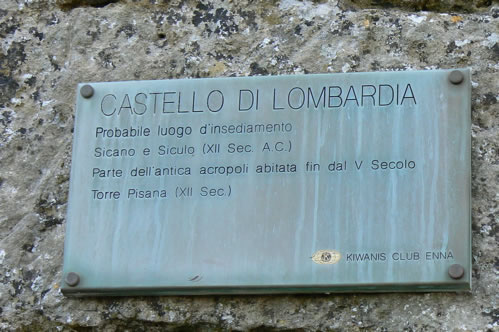 CASTELLO DI LOMBARDIA
Probabile luogo d'insediamento
Sicano e Siculo (XII Sec. A.C.)
Parte dell'antica acropoli abitata fin dal V Secolo
Torre Pisana (XII Sec.)
KIWANIS CLUB ENNA